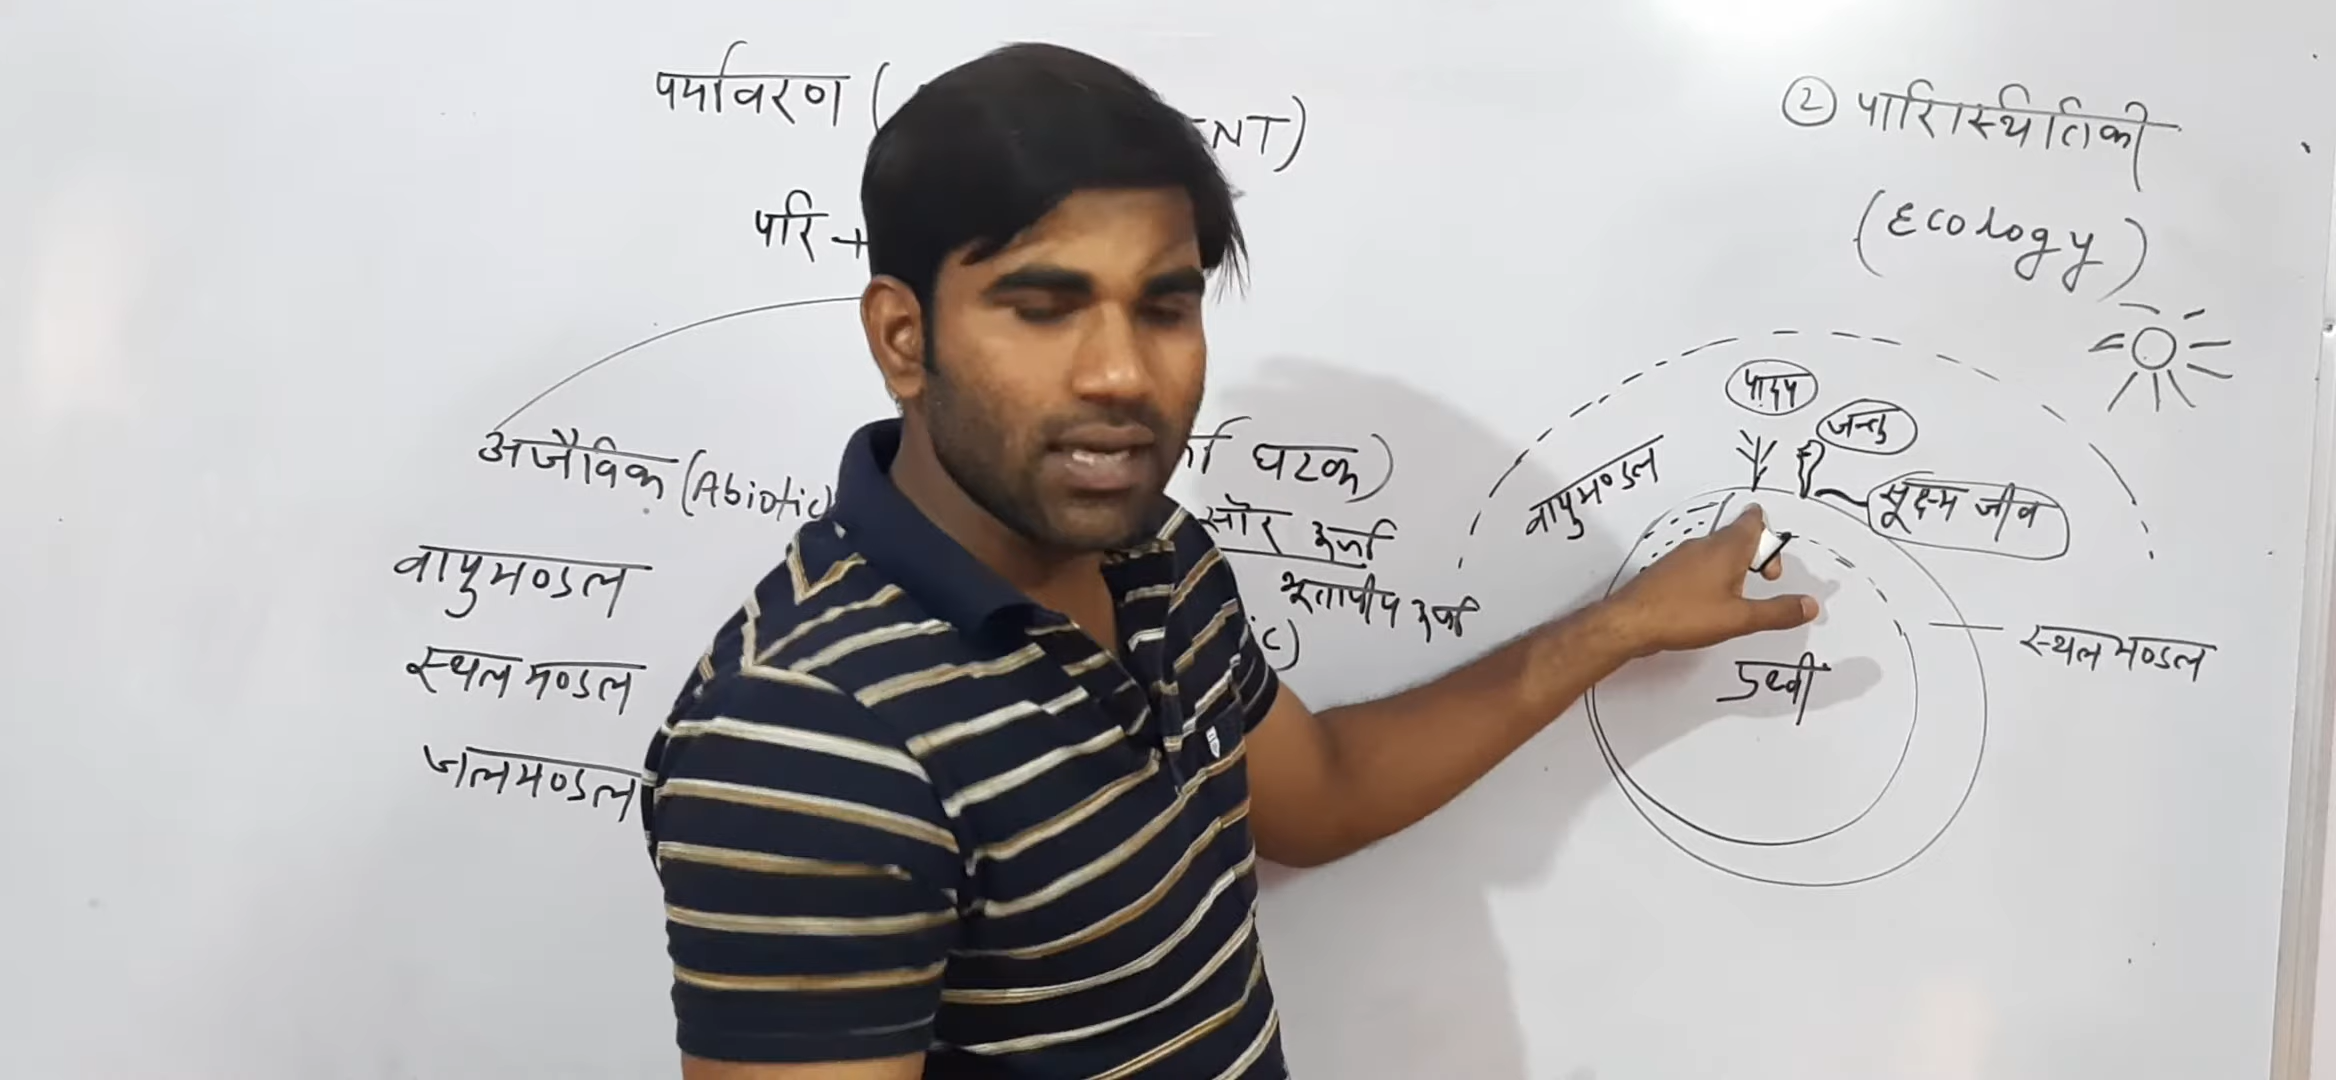 पर्यावरण (
ENT)
परि +
अजैविक (Abiotic)
वायुमण्डल
स्थलमण्डल
जलमण्डल
घटक)
सौर ऊर्जा
भूतापीय ऊर्जा
ic)
② पारिस्थितिकी
(Ecology)
पादप
जन्तु
सूक्ष्म जीव
वायुमण्डल
स्थलमण्डल
पृथ्वी